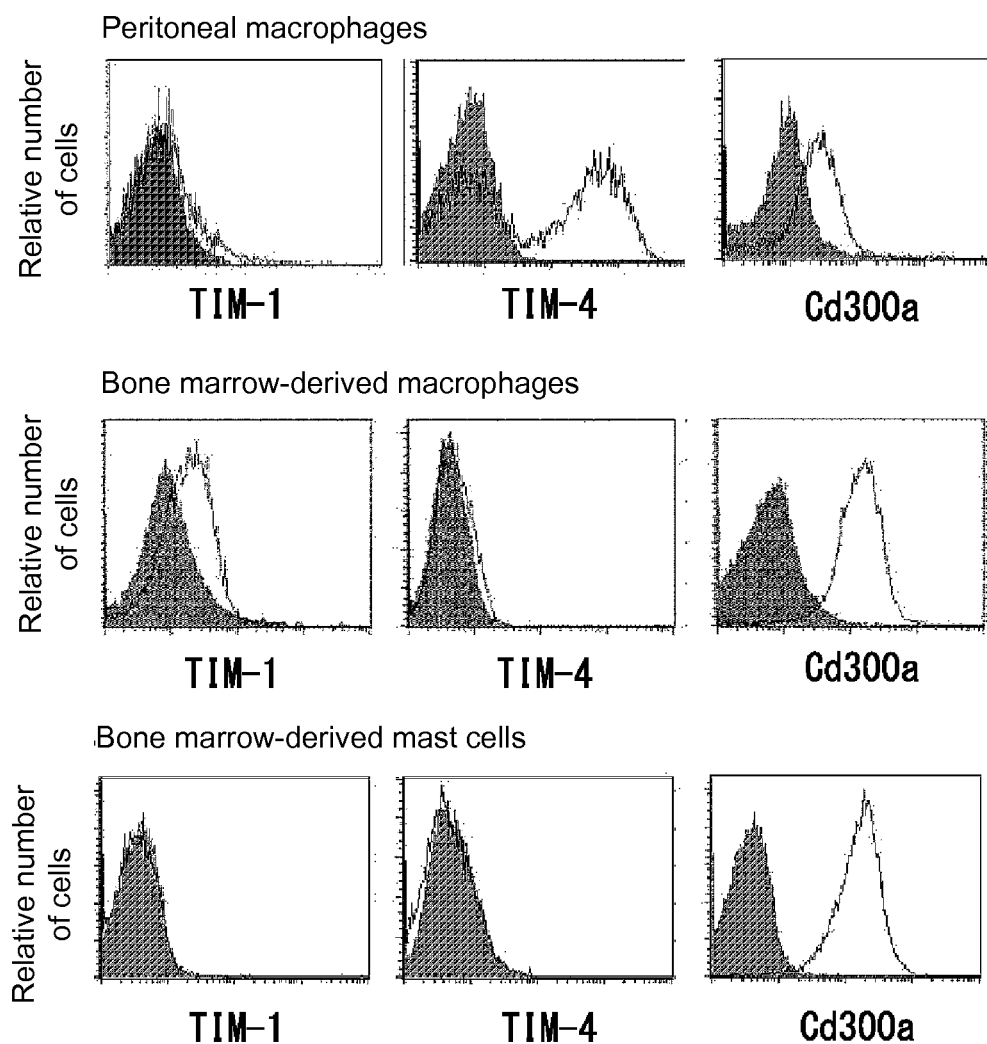 Peritoneal macrophages
Relative number
of cells
TIM-1
TIM-4
Cd300a
Bone marrow-derived macrophages
Relative number
of cells
TIM-1
TIM-4
Cd300a
Bone marrow-derived mast cells
Relative number
of cells
TIM-1
TIM-4
Cd300a